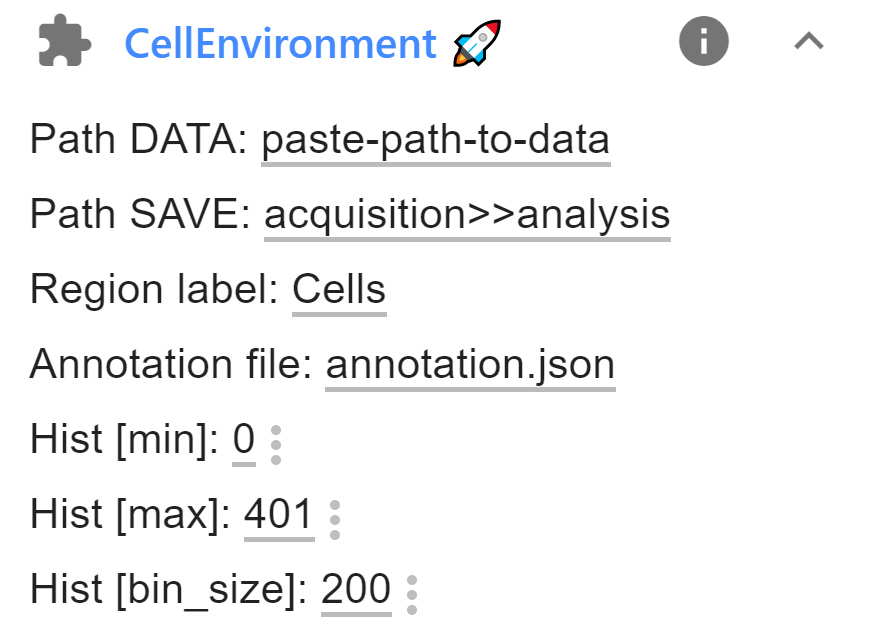 CellEnvironment 🚀
Path DATA: paste-path-to-data
Path SAVE: acquisition>>analysis
Region label: Cells
Annotation file: annotation.json
Hist [min]: 0
Hist [max]: 401
Hist [bin_size]: 200